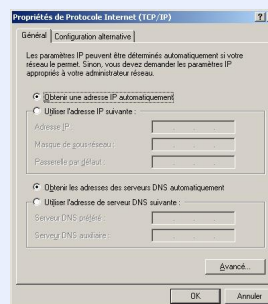 Propriétés de Protocole Internet (TCP/IP)
Général
Configuration alternative
Les paramètres IP peuvent être déterminés automatiquement si votre
réseau le permet. Sinon, vous devez demander les paramètres IP
appropriés à votre administrateur réseau.
Obtenir une adresse IP automatiquement
Utiliser l'adresse IP suivante :
Adresse IP :
Masque de sous-réseau :
Passerelle par défaut :
Obtenir les adresses des serveurs DNS automatiquement
Utiliser l'adresse de serveur DNS suivante :
Serveur DNS préféré :
Serveur DNS auxiliaire :
Avancé...
OK
Annuler